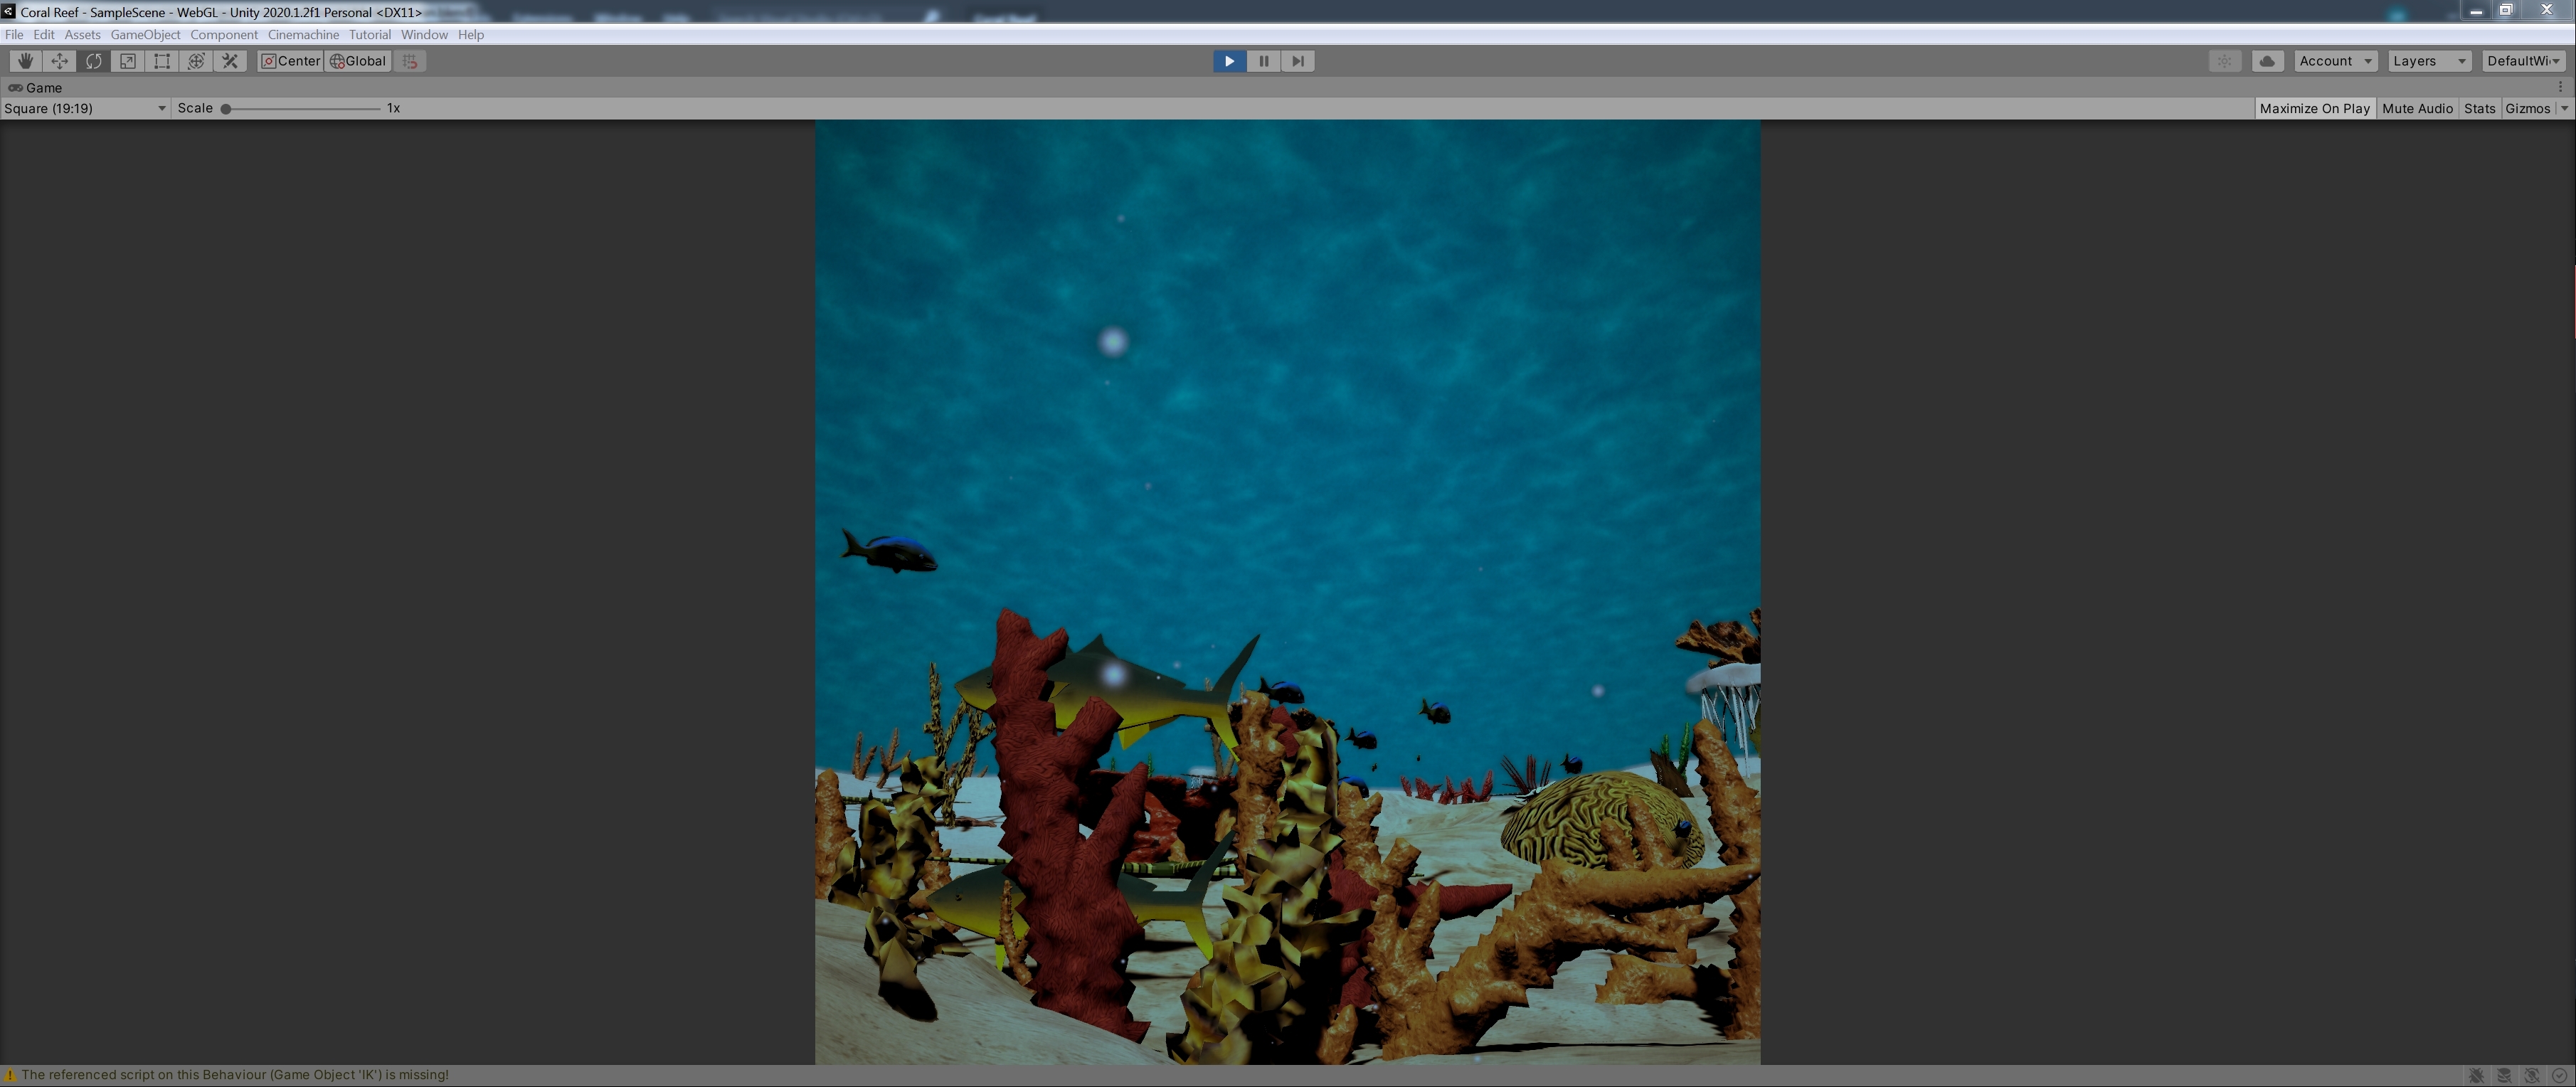 Coral Reef - SampleScene - WebGL - Unity 2020.1.2f1 Personal <DX11>
File Edit Assets GameObject Component Cinemachine Tutorial Window Help
Center Global Account Layers DefaultWi
Game
Square (19:19) Scale 1x Maximize On Play Mute Audio Stats Gizmos
The referenced script on this Behaviour (Game Object 'IK') is missing!